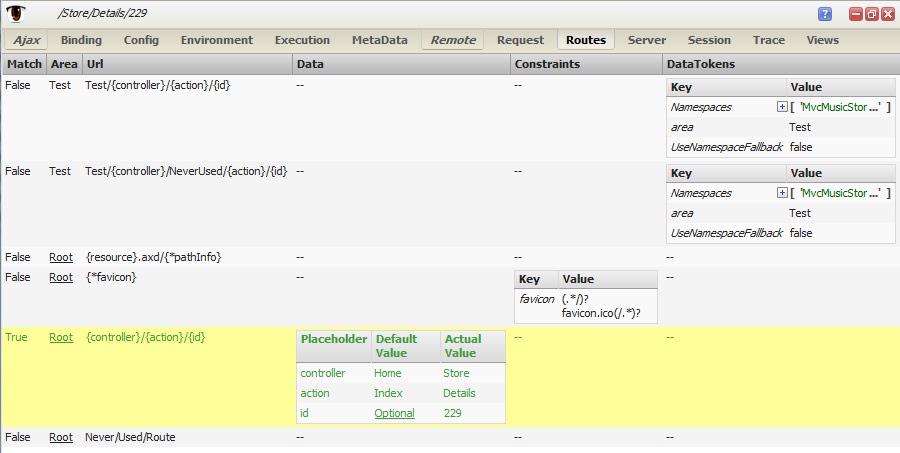 /Store/Details/229 ?
Ajax Binding Config Environment Execution MetaData Remote Request Routes Server Session Trace Views
Match Area Url Data Constraints DataTokens
False Test Test/{controller}/{action}/{id} -- --
Key Value
Namespaces + [ 'MvcMusicStor ...' ]
area Test
UseNamespaceFallback false
False Test Test/{controller}/NeverUsed/{action}/{id} -- --
Key Value
Namespaces + [ 'MvcMusicStor ...' ]
area Test
UseNamespaceFallback false
False Root {resource}.axd/{*pathInfo} -- -- --
False Root {*favicon} -- --
Key Value
favicon (.*/)?
favicon.ico(/.*)?
True Root {controller}/{action}/{id} -- --
Placeholder Default Actual
Value Value
controller Home Store
action Index Details
id Optional 229
False Root Never/Used/Route -- -- --